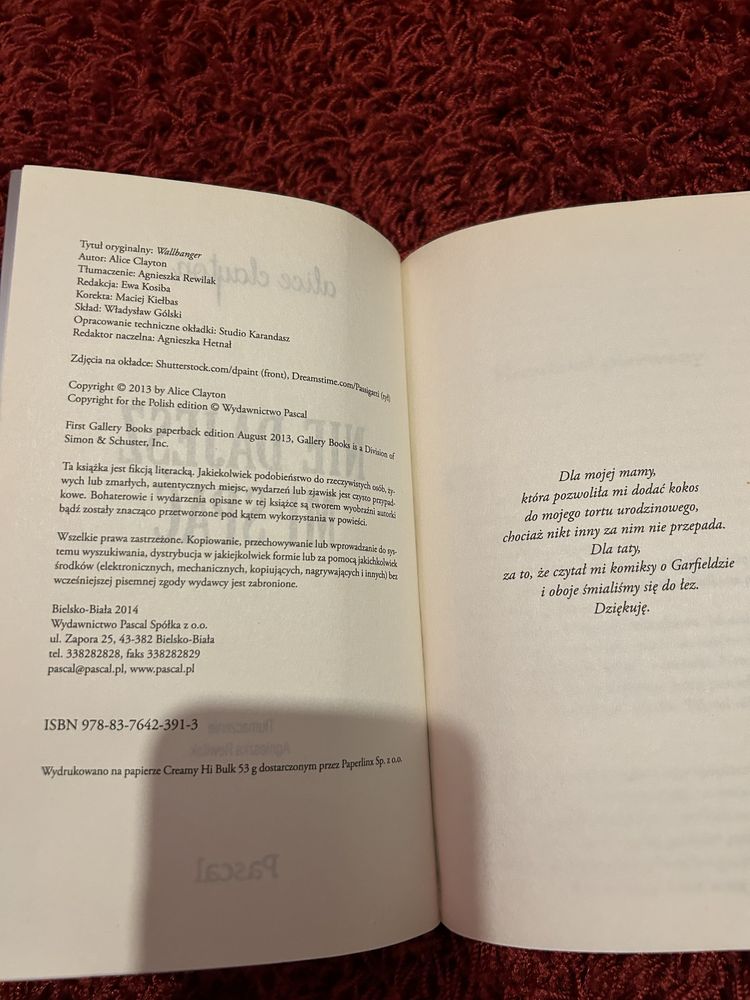 Tytuł oryginalny: Wallbanger
Autor: Alice Clayton
Tłumaczenie: Agnieszka Rewilak
Redakcja: Ewa Kosiba
Korekta: Maciej Kiełbas
Skład: Władysław Gólski
Opracowanie techniczne okładki: Studio Karandasz
Redaktor naczelna: Agnieszka Hetnał
Zdjęcia na okładce: Shutterstock.com/dpaint (front), Dreamstime.com/Passigatti (tył)
Copyright © 2013 by Alice Clayton
Copyright for the Polish edition © Wydawnictwo Pascal
First Gallery Books paperback edition August 2013, Gallery Books is a Division of
Simon & Schuster, Inc.
Ta książka jest fikcją literacką. Jakiekolwiek podobieństwo do rzeczywistych osób, ży-
wych lub zmarłych, autentycznych miejsc, wydarzeń lub zjawisk jest czysto przypad-
kowe. Bohaterowie i wydarzenia opisane w tej książce są tworem wyobraźni autorki
bądź zostały znacząco przetworzone pod kątem wykorzystania w powieści.
Wszelkie prawa zastrzeżone. Kopiowanie, przechowywanie lub wprowadzanie do sys-
temu wyszukiwania, dystrybucja w jakiejkolwiek formie lub za pomocą jakichkolwiek
środków (elektronicznych, mechanicznych, kopiujących, nagrywających i innych) bez
wcześniejszej pisemnej zgody wydawcy jest zabronione.
Bielsko-Biała 2014
Wydawnictwo Pascal Spółka z o.o.
ul. Zapora 25, 43-382 Bielsko-Biała
tel. 338282828, faks 338282829
pascal@pascal.pl, www.pascal.pl
ISBN 978-83-7642-391-3
Wydrukowano na papierze Creamy Hi Bulk 53 g dostarczonym przez Paperlinx Sp. z o.o.
Dla mojej mamy,
która pozwoliła mi dodać kokos
do mojego tortu urodzinowego,
chociaż nikt inny za nim nie przepada.
Dla taty,
za to, że czytał mi komiksy o Garfieldzie
i oboje śmialiśmy się do łez.
Dziękuję.